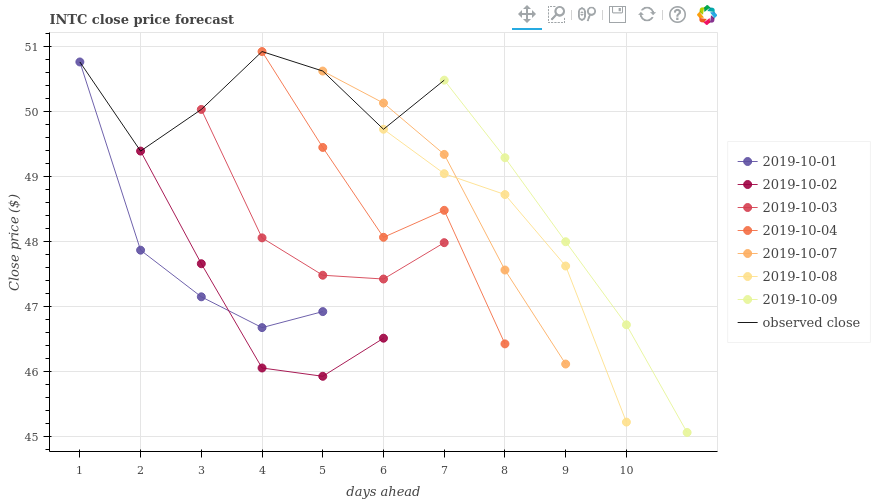 INTC close price forecast
51
50
49
48
47
46
45
Close price ($)
1 2 3 4 5 6 7 8 9 10
days ahead
2019-10-01
2019-10-02
2019-10-03
2019-10-04
2019-10-07
2019-10-08
2019-10-09
observed close